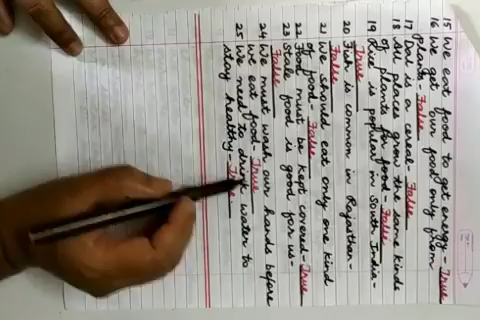 15 We eat food to get energy - True
16 We get our food only from
plants False
17 Dal is a cereal - False
18 All places grow the same kinds
of plants for food - False
19 Rice is popular in South India -
True
20 Fish is common in Rajasthan -
False
21 We should eat only one kind
of food - False
22 Food must be kept covered - True
23 Stale food is good for us -
False
24 We must wash our hands before
we eat food - True
25 We need to drink water to
stay healthy - True